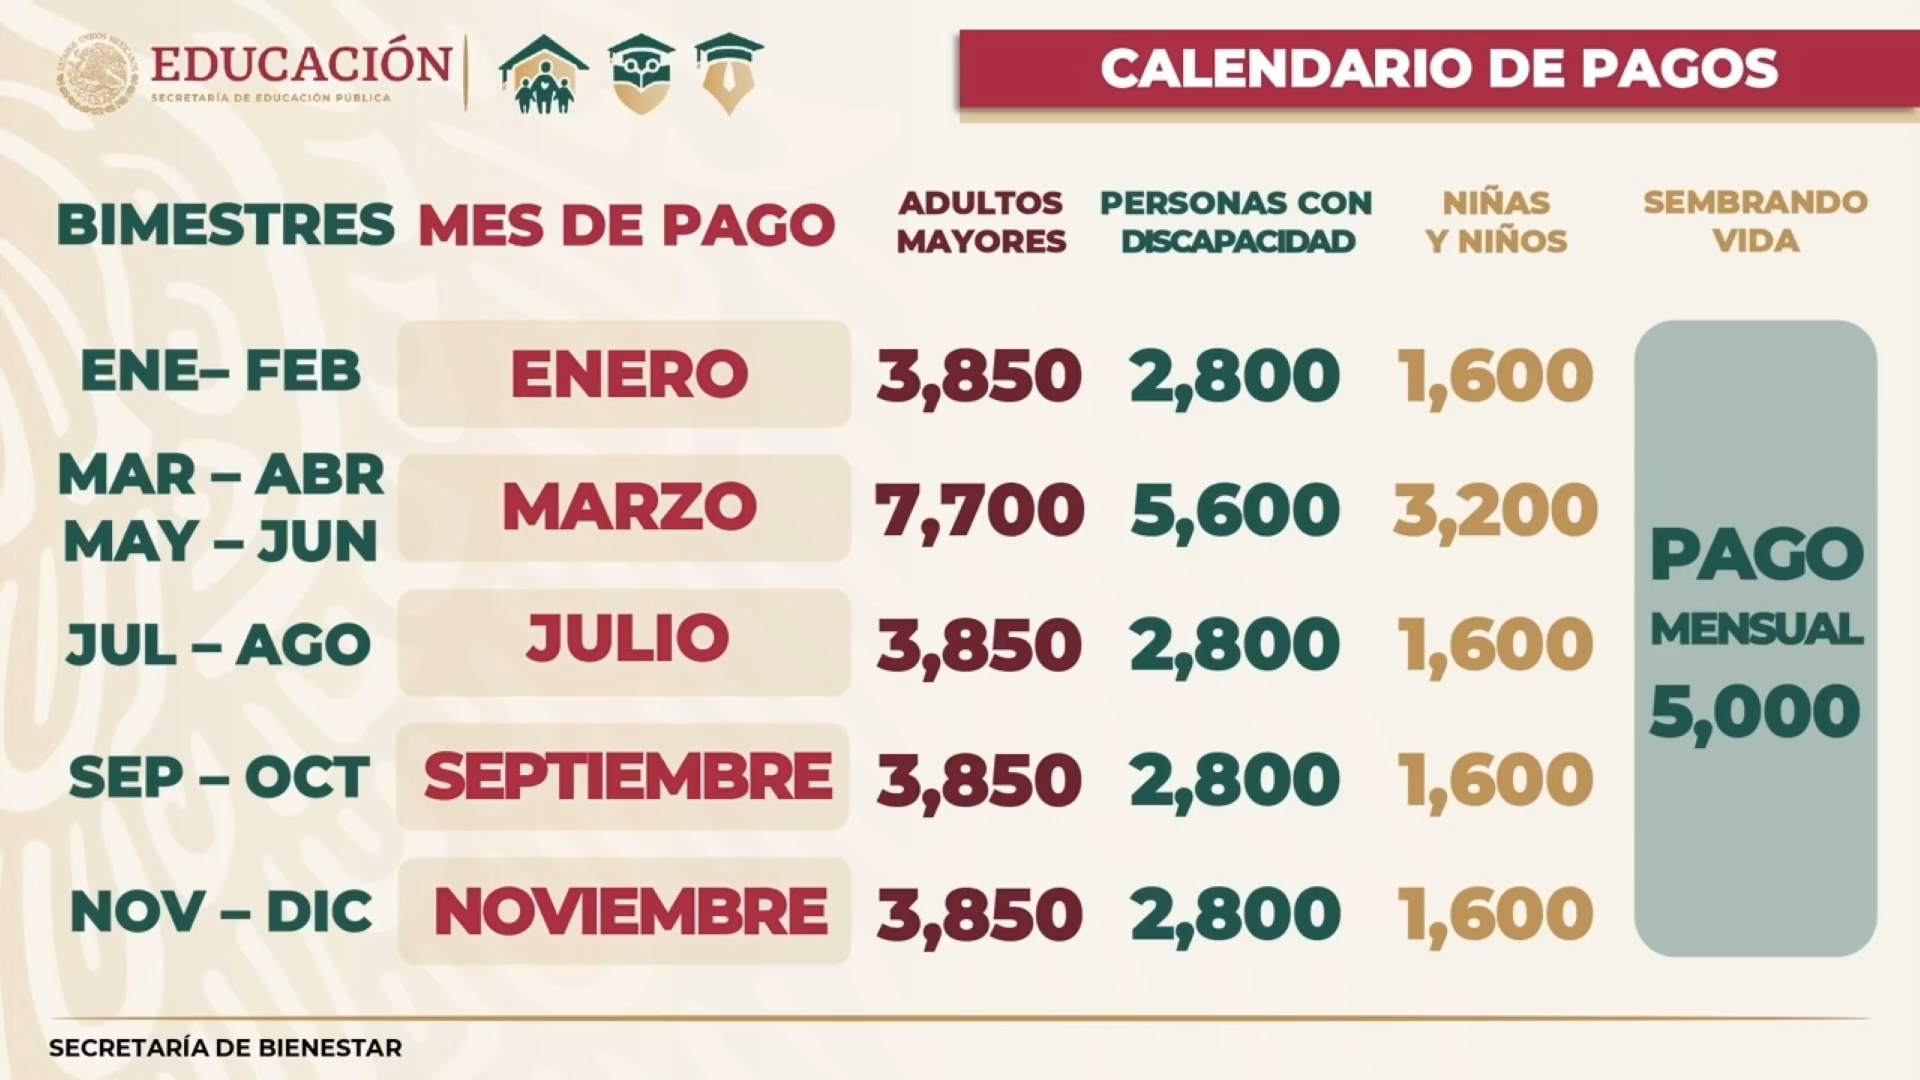 EDUCACIÓN
SECRETARÍA DE EDUCACIÓN PÚBLICA
CALENDARIO DE PAGOS
BIMESTRES MES DE PAGO
ADULTOS
MAYORES
PERSONAS CON
DISCAPACIDAD
NIÑAS
Y NIÑOS
SEMBRANDO
VIDA
ENE– FEB ENERO 3,850 2,800 1,600
MAR – ABR
MAY – JUN
MARZO 7,700 5,600 3,200
JUL – AGO JULIO 3,850 2,800 1,600
SEP – OCT SEPTIEMBRE 3,850 2,800 1,600
NOV – DIC NOVIEMBRE 3,850 2,800 1,600
PAGO
MENSUAL
5,000
SECRETARÍA DE BIENESTAR